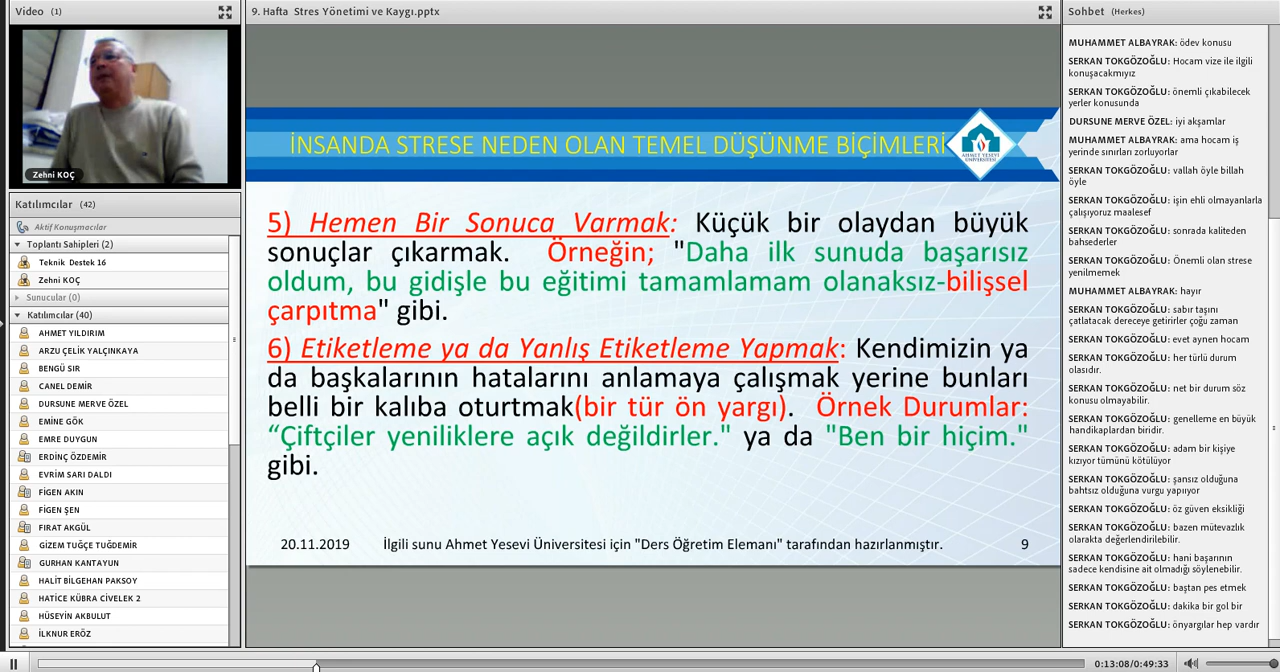 Video (1)
Zehni KOÇ
Katılımcılar (42)
Aktif Konuşmacılar
Toplantı Sahipleri (2)
Teknik Destek 16
Zehni KOÇ
Sunucular (0)
Katılımcılar (40)
AHMET YILDIRIM
ARZU ÇELİK YALÇINKAYA
BENGÜ SIR
CANEL DEMİR
DURSUNE MERVE ÖZEL
EMİNE GÖK
EMRE DUYGUN
ERDİNÇ ÖZDEMİR
EVRİM SARI DALDI
FİGEN AKIN
FİGEN ŞEN
FIRAT AKGÜL
GİZEM TUĞÇE TUĞDEMİR
GURHAN KANTAYUN
HALİT BİLGEHAN PAKSOY
HATİCE KÜBRA CİVELEK 2
HÜSEYİN AKBULUT
İLKNUR ERÖZ
9. Hafta Stres Yönetimi ve Kaygı.pptx
İNSANDA STRESE NEDEN OLAN TEMEL DÜŞÜNME BİÇİMLERİ
AHMET YESEVİ
ÜNİVERSİTESİ
5) Hemen Bir Sonuca Varmak: Küçük bir olaydan büyük
sonuçlar çıkarmak. Örneğin; "Daha ilk sunuda başarısız
oldum, bu gidişle bu eğitimi tamamlamam olanaksız-bilişsel
çarpıtma" gibi.
6) Etiketleme ya da Yanlış Etiketleme Yapmak: Kendimizin ya
da başkalarının hatalarını anlamaya çalışmak yerine bunları
belli bir kalıba oturtmak(bir tür ön yargı). Örnek Durumlar:
“Çiftçiler yeniliklere açık değildirler." ya da "Ben bir hiçim."
gibi.
20.11.2019 İlgili sunu Ahmet Yesevi Üniversitesi için "Ders Öğretim Elemanı" tarafından hazırlanmıştır. 9
Sohbet (Herkes)
MUHAMMET ALBAYRAK: ödev konusu
SERKAN TOKGÖZOĞLU: Hocam vize ile ilgili
konuşacakmıyız
SERKAN TOKGÖZOĞLU: önemli çıkabilecek
yerler konusunda
DURSUNE MERVE ÖZEL: iyi akşamlar
MUHAMMET ALBAYRAK: ama hocam iş
yerinde sınırları zorluyorlar
SERKAN TOKGÖZOĞLU: vallah öyle billah
öyle
SERKAN TOKGÖZOĞLU: işin ehli olmayanlarla
çalışıyoruz maalesef
SERKAN TOKGÖZOĞLU: sonrada kaliteden
bahsederler
SERKAN TOKGÖZOĞLU: Önemli olan strese
yenilmemek
MUHAMMET ALBAYRAK: hayır
SERKAN TOKGÖZOĞLU: sabır taşını
çatlatacak dereceye getirirler çoğu zaman
SERKAN TOKGÖZOĞLU: evet aynen hocam
SERKAN TOKGÖZOĞLU: her türlü durum
olasıdır.
SERKAN TOKGÖZOĞLU: net bir durum söz
konusu olmayabilir.
SERKAN TOKGÖZOĞLU: genelleme en büyük
handikaplardan biridir.
SERKAN TOKGÖZOĞLU: adam bir kişiye
kızıyor tümünü kötülüyor
SERKAN TOKGÖZOĞLU: şansız olduğuna
bahtsız olduğuna vurgu yapııyor
SERKAN TOKGÖZOĞLU: öz güven eksikliği
SERKAN TOKGÖZOĞLU: bazen mütevazlık
olarakta değerlendirilebilir.
SERKAN TOKGÖZOĞLU: hani başarının
sadece kendisine ait olmadığı söylenebilir.
SERKAN TOKGÖZOĞLU: baştan pes etmek
SERKAN TOKGÖZOĞLU: dakika bir gol bir
SERKAN TOKGÖZOĞLU: önyargılar hep vardır
0:13:08/0:49:33